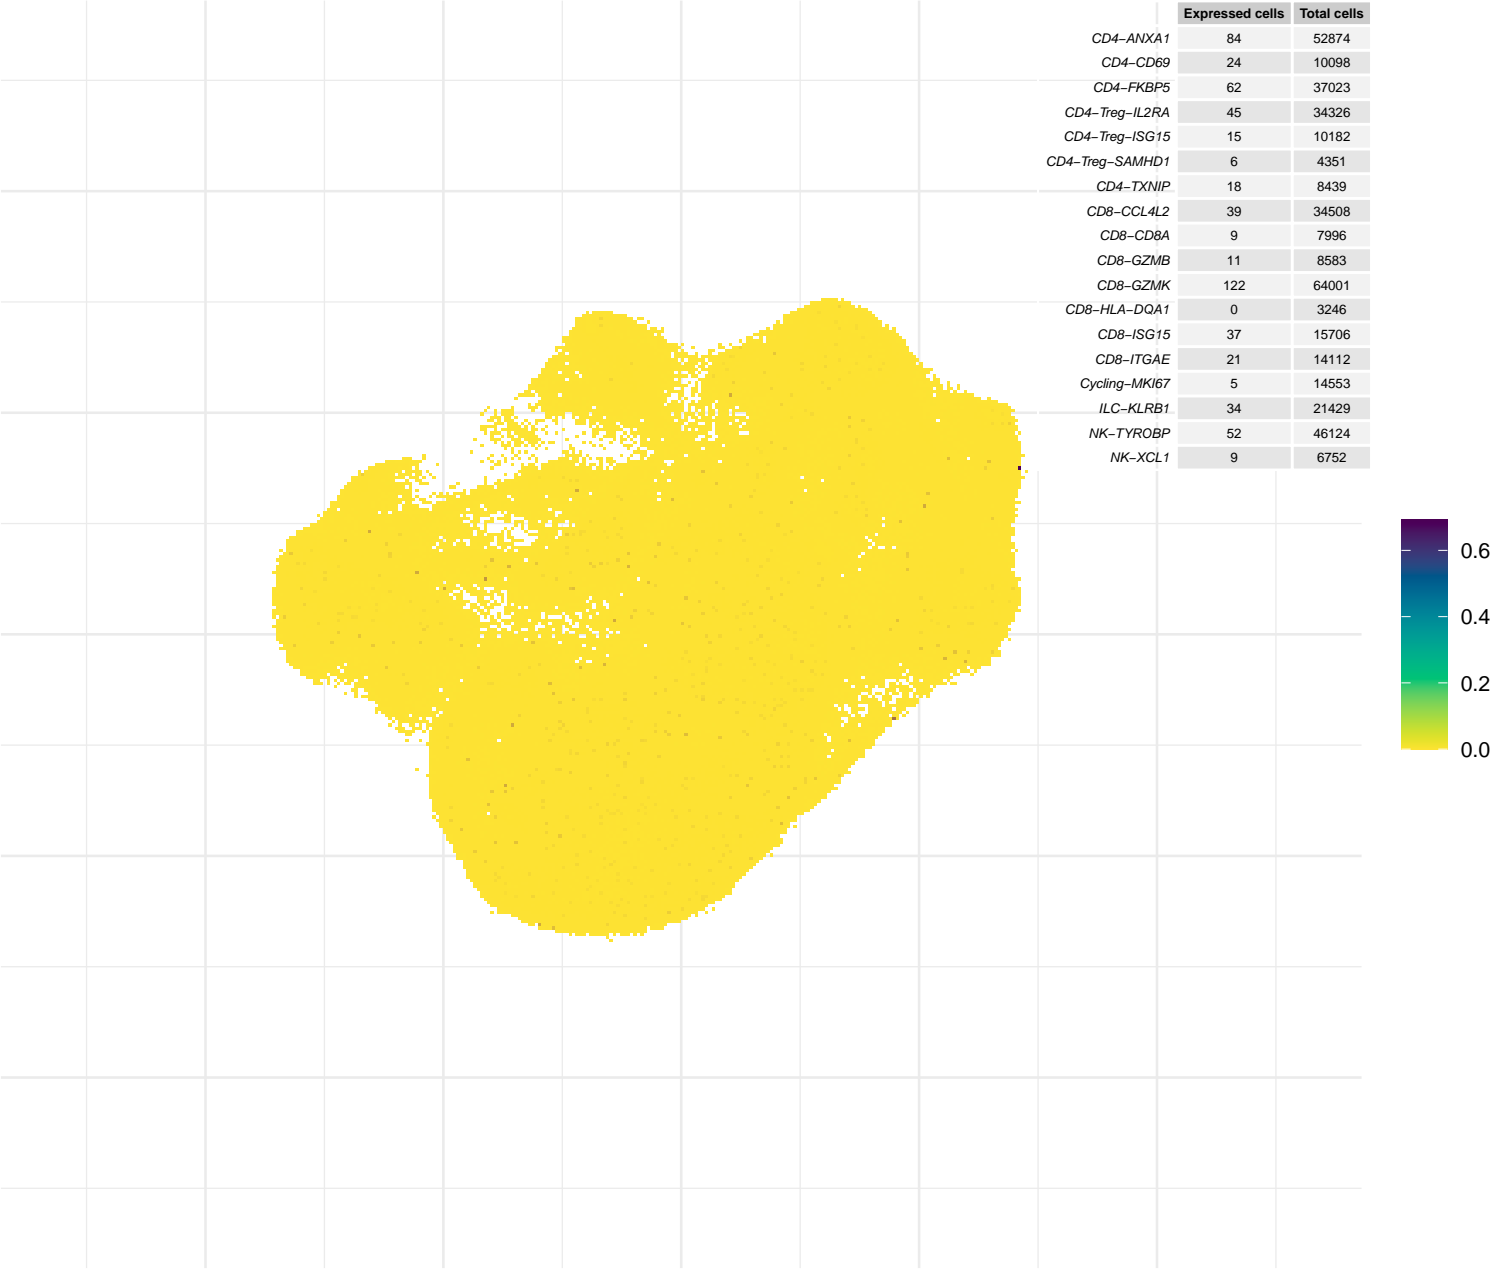 Expressed cells Total cells
CD4−ANXA1 84 52874
CD4−CD69 24 10098
CD4−FKBP5 62 37023
CD4−Treg−IL2RA 45 34326
CD4−Treg−ISG15 15 10182
CD4−Treg−SAMHD1 6 4351
CD4−TXNIP 18 8439
CD8−CCL4L2 39 34508
CD8−CD8A 9 7996
CD8−GZMB 11 8583
CD8−GZMK 122 64001
CD8−HLA−DQA1 0 3246
CD8−ISG15 37 15706
CD8−ITGAE 21 14112
Cycling−MKI67 5 14553
ILC−KLRB1 34 21429
NK−TYROBP 52 46124
NK−XCL1 9 6752
0.6
0.4
0.2
0.0